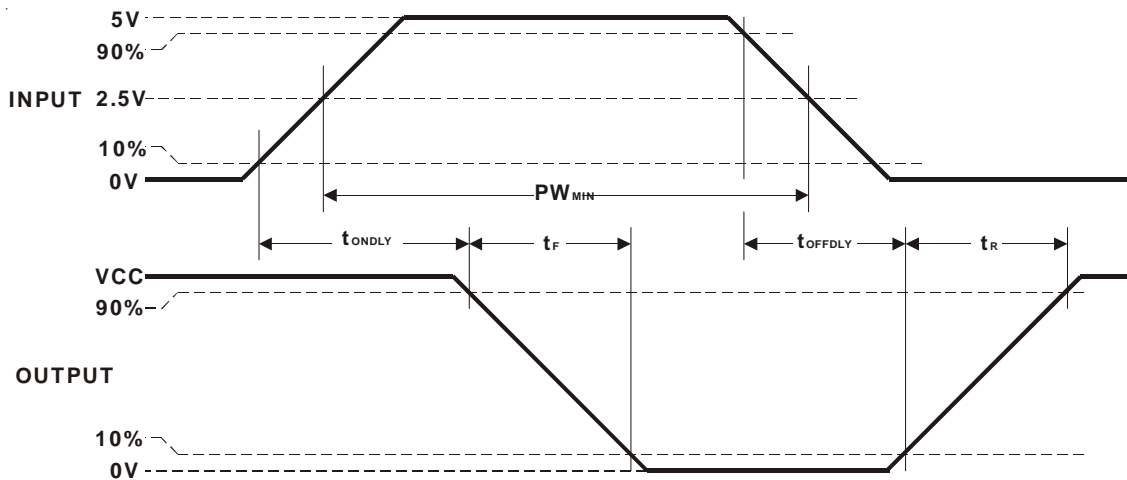 5V
90%
INPUT 2.5V
10%
0V
PWMIN
tONDLY tF tOFFDLY tR
VCC
90%
OUTPUT
10%
0V